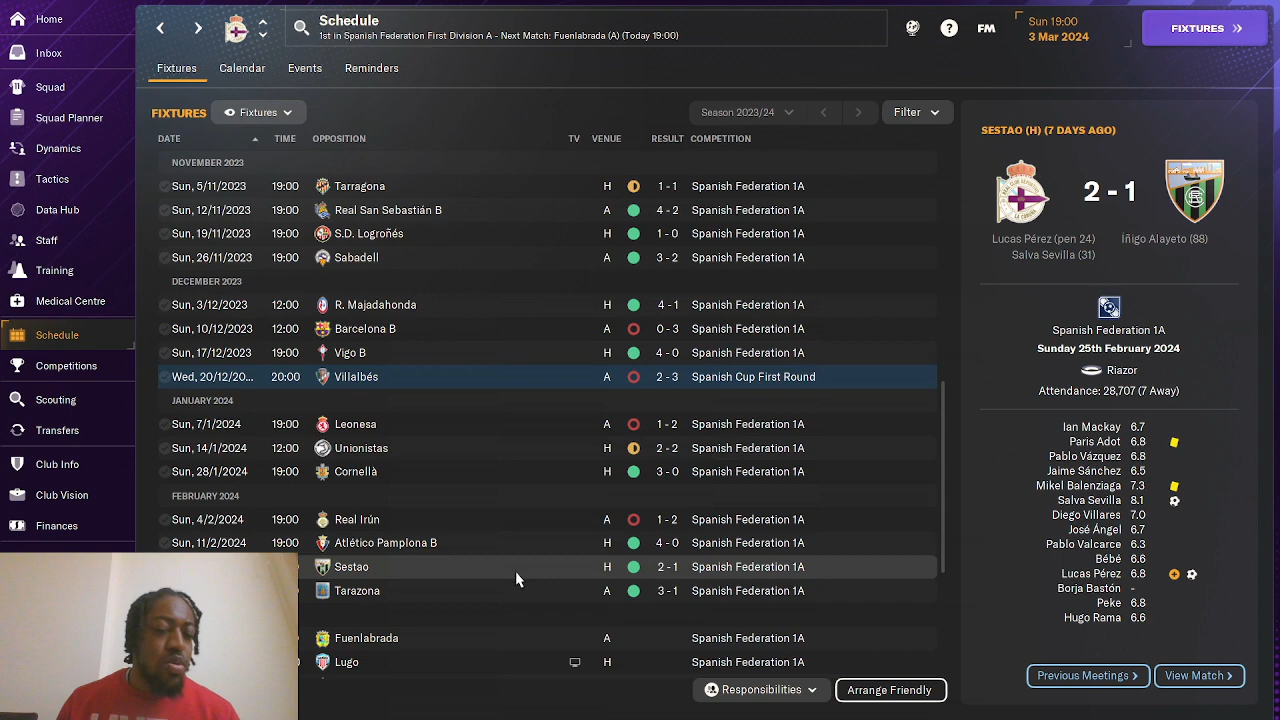 Home
Inbox
Squad
Squad Planner
Dynamics
Tactics
Data Hub
Staff
Training
Medical Centre
Schedule
Competitions
Scouting
Transfers
Club Info
Club Vision
Finances
Schedule
1st in Spanish Federation First Division A - Next Match: Fuenlabrada (A) (Today 19:00)
FM
Sun 19:00
3 Mar 2024
FIXTURES
Fixtures Calendar Events Reminders
FIXTURES Fixtures Season 2023/24 Filter
DATE TIME OPPOSITION TV VENUE RESULT COMPETITION
NOVEMBER 2023
Sun, 5/11/2023 19:00 Tarragona H 1 - 1 Spanish Federation 1A
Sun, 12/11/2023 19:00 Real San Sebastián B A 4 - 2 Spanish Federation 1A
Sun, 19/11/2023 19:00 S.D. Logroñés H 1 - 0 Spanish Federation 1A
Sun, 26/11/2023 19:00 Sabadell A 3 - 2 Spanish Federation 1A
DECEMBER 2023
Sun, 3/12/2023 12:00 R. Majadahonda H 4 - 1 Spanish Federation 1A
Sun, 10/12/2023 12:00 Barcelona B A 0 - 3 Spanish Federation 1A
Sun, 17/12/2023 19:00 Vigo B H 4 - 0 Spanish Federation 1A
Wed, 20/12/20... 20:00 Villalbés A 2 - 3 Spanish Cup First Round
JANUARY 2024
Sun, 7/1/2024 19:00 Leonesa A 1 - 2 Spanish Federation 1A
Sun, 14/1/2024 12:00 Unionistas H 2 - 2 Spanish Federation 1A
Sun, 28/1/2024 19:00 Cornellà H 3 - 0 Spanish Federation 1A
FEBRUARY 2024
Sun, 4/2/2024 19:00 Real Irún A 1 - 2 Spanish Federation 1A
Sun, 11/2/2024 19:00 Atlético Pamplona B H 4 - 0 Spanish Federation 1A
Sestao H 2 - 1 Spanish Federation 1A
Tarazona A 3 - 1 Spanish Federation 1A
Fuenlabrada A Spanish Federation 1A
Lugo H Spanish Federation 1A
Responsibilities Arrange Friendly
SESTAO (H) (7 DAYS AGO)
2 - 1
Lucas Pérez (pen 24) Íñigo Alayeto (88)
Salva Sevilla (31)
Spanish Federation 1A
Sunday 25th February 2024
Riazor
Attendance: 28,707 (7 Away)
Ian Mackay 6.7
Paris Adot 6.8
Pablo Vázquez 6.8
Jaime Sánchez 6.5
Mikel Balenziaga 7.3
Salva Sevilla 8.1
Diego Villares 7.0
José Ángel 6.7
Pablo Valcarce 6.3
Bébé 6.6
Lucas Pérez 6.8
Borja Bastón -
Peke 6.8
Hugo Rama 6.6
Previous Meetings View Match